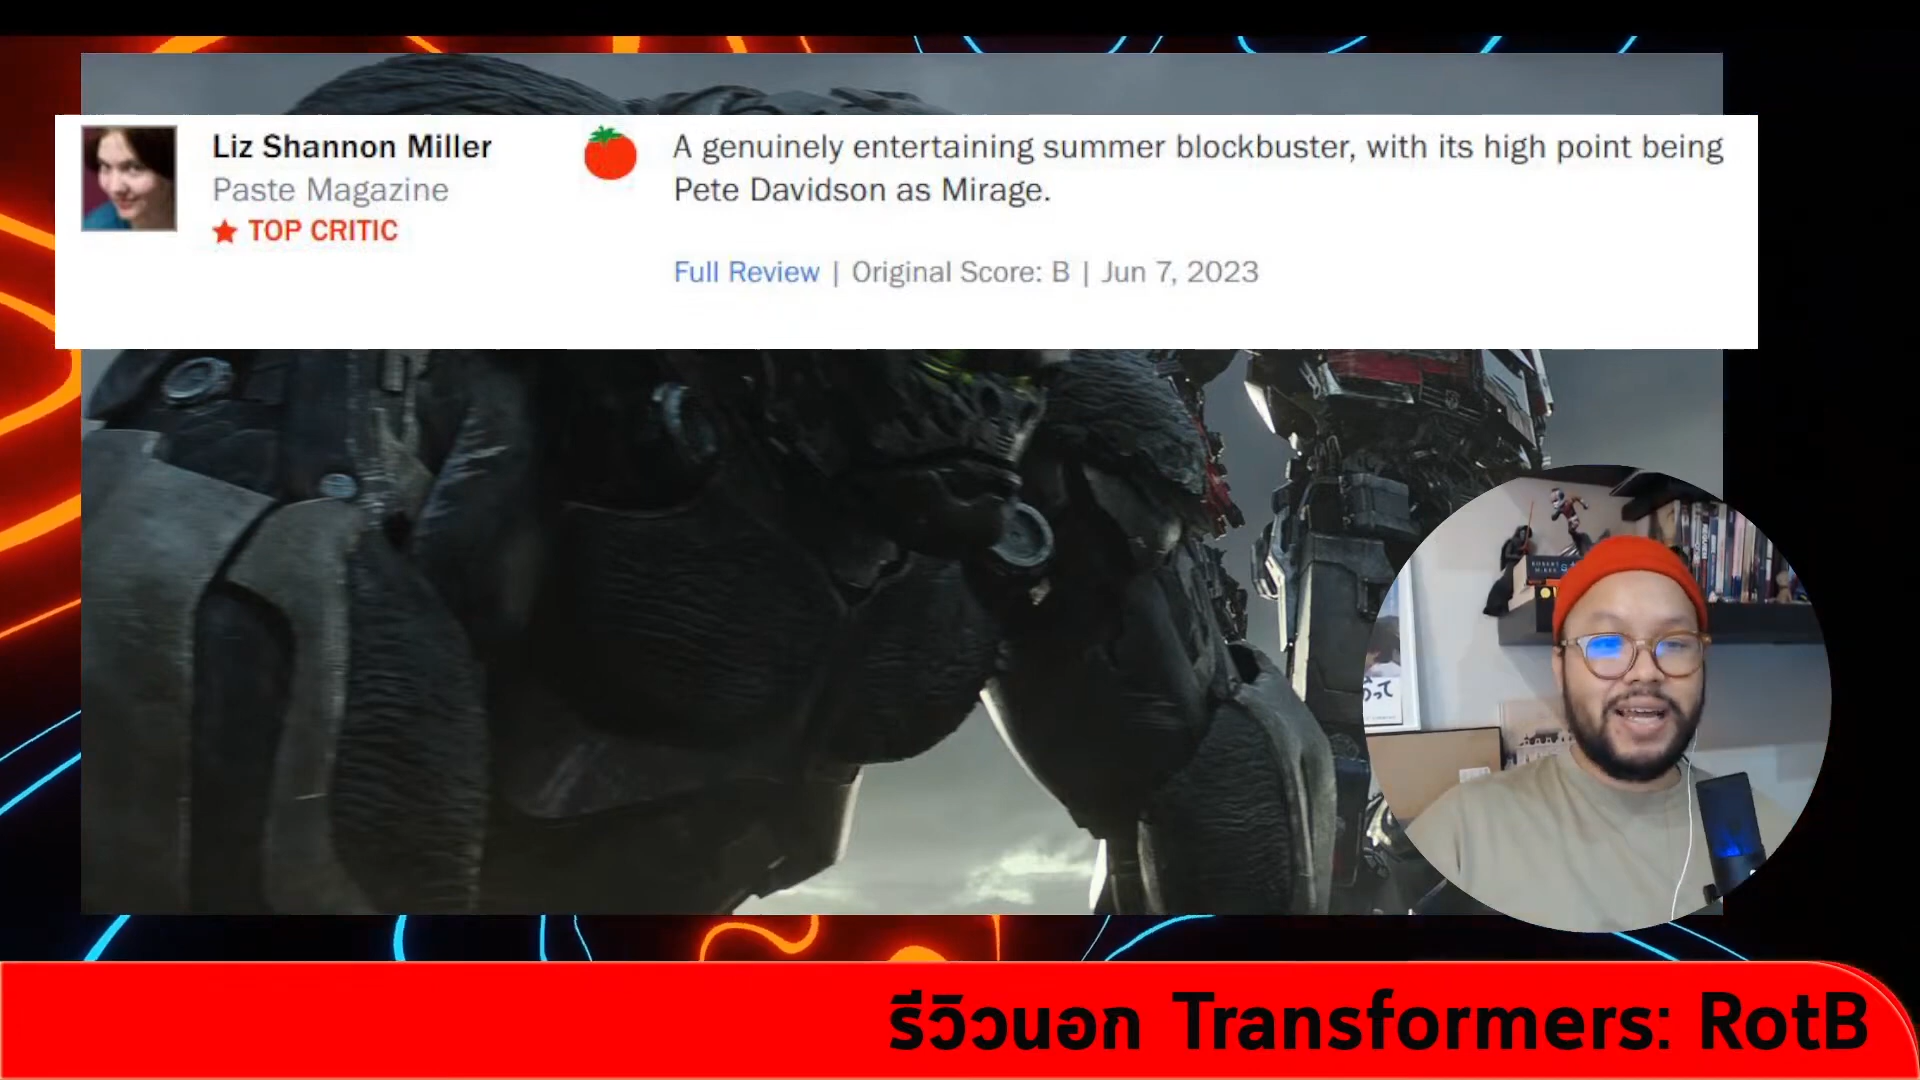 Liz Shannon Miller
Paste Magazine
TOP CRITIC
A genuinely entertaining summer blockbuster, with its high point being
Pete Davidson as Mirage.
Full Review | Original Score: B | Jun 7, 2023
รีวิวนอก Transformers: RotB